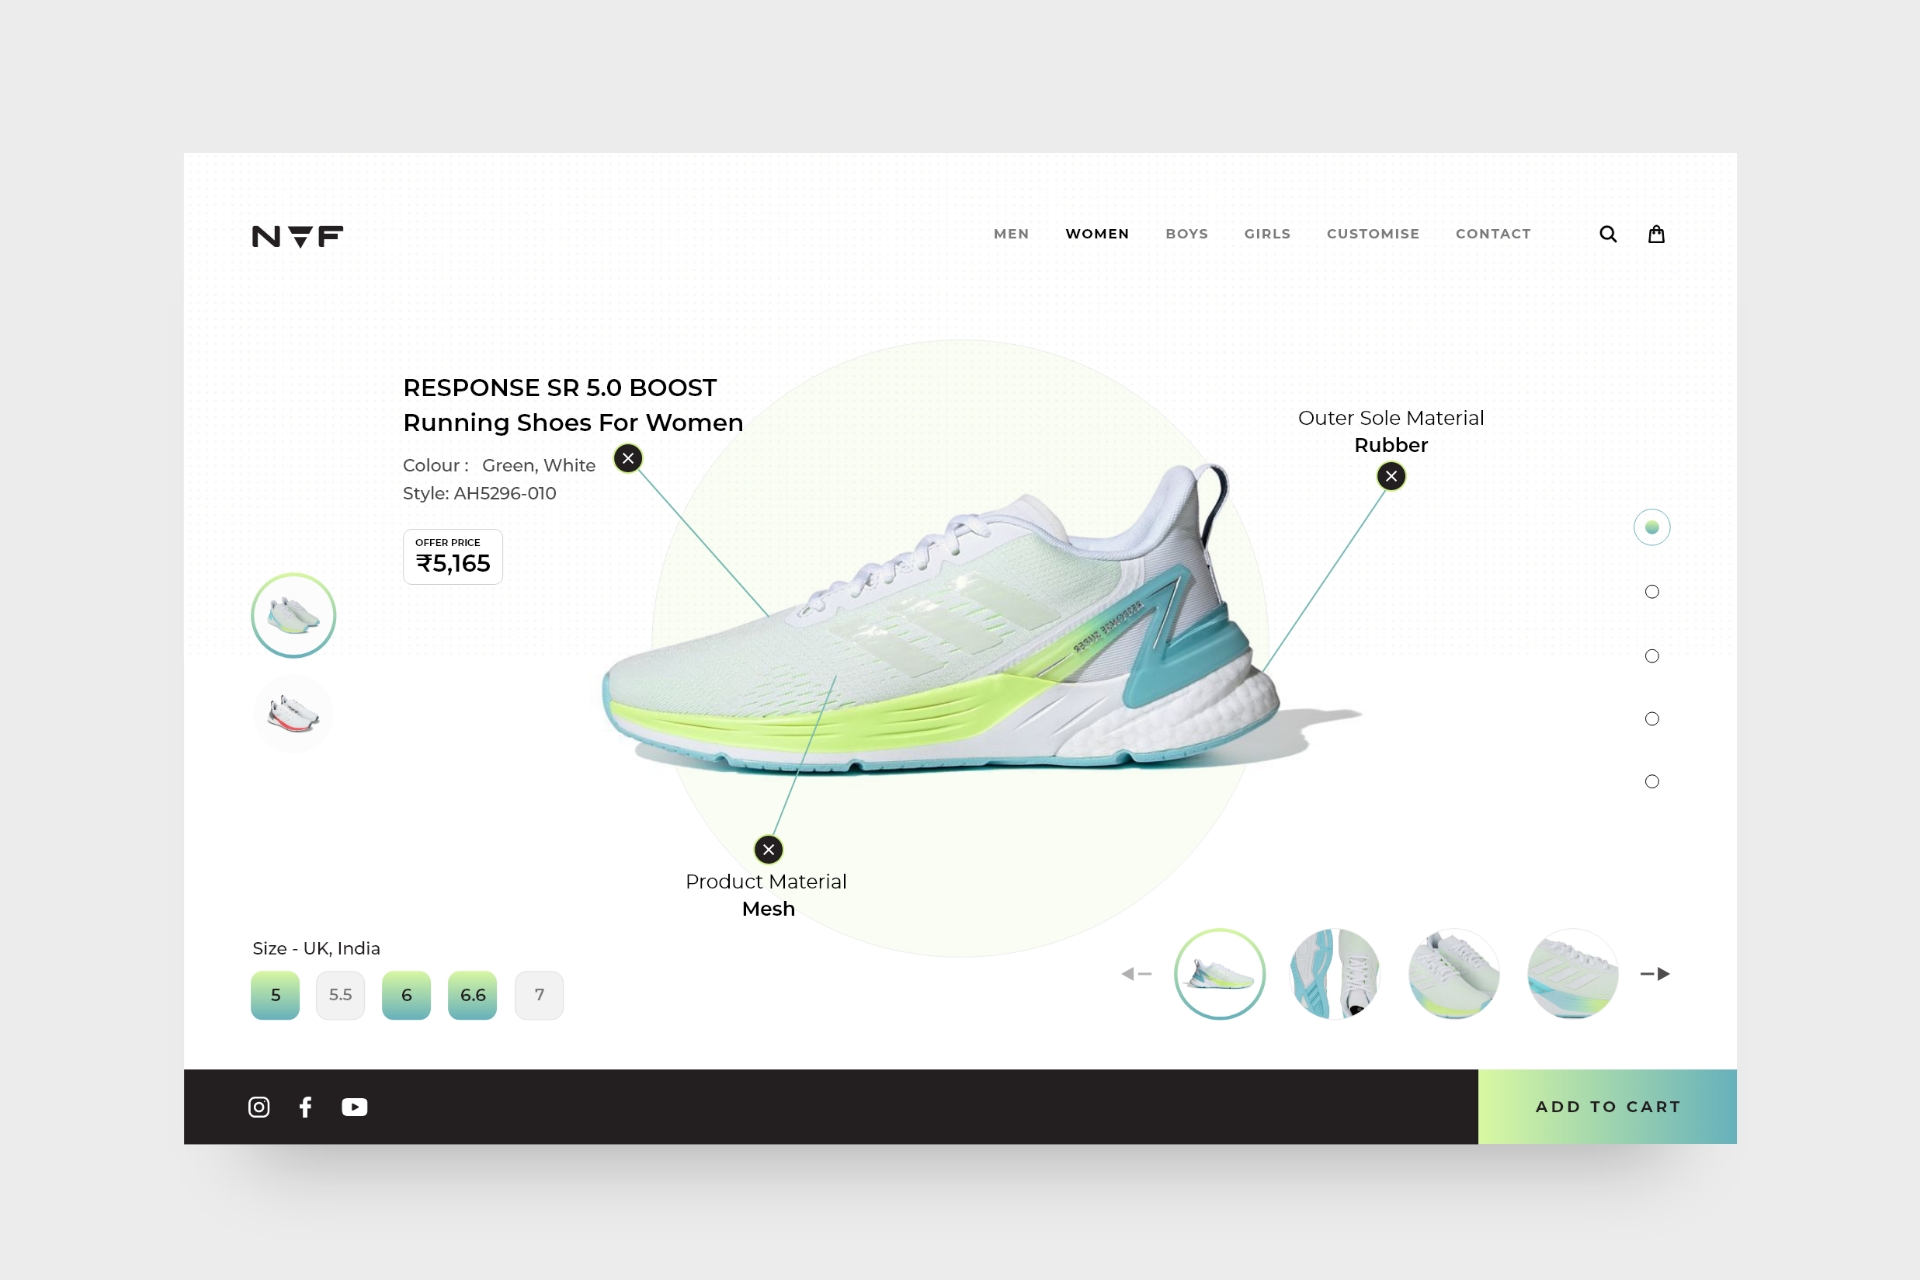 NVF
MEN WOMEN BOYS GIRLS CUSTOMISE CONTACT
RESPONSE SR 5.0 BOOST
Running Shoes For Women
Colour : Green, White
Style: AH5296-010
OFFER PRICE
₹5,165
Outer Sole Material
Rubber
Product Material
Mesh
Size - UK, India
5 5.5 6 6.6 7
ADD TO CART